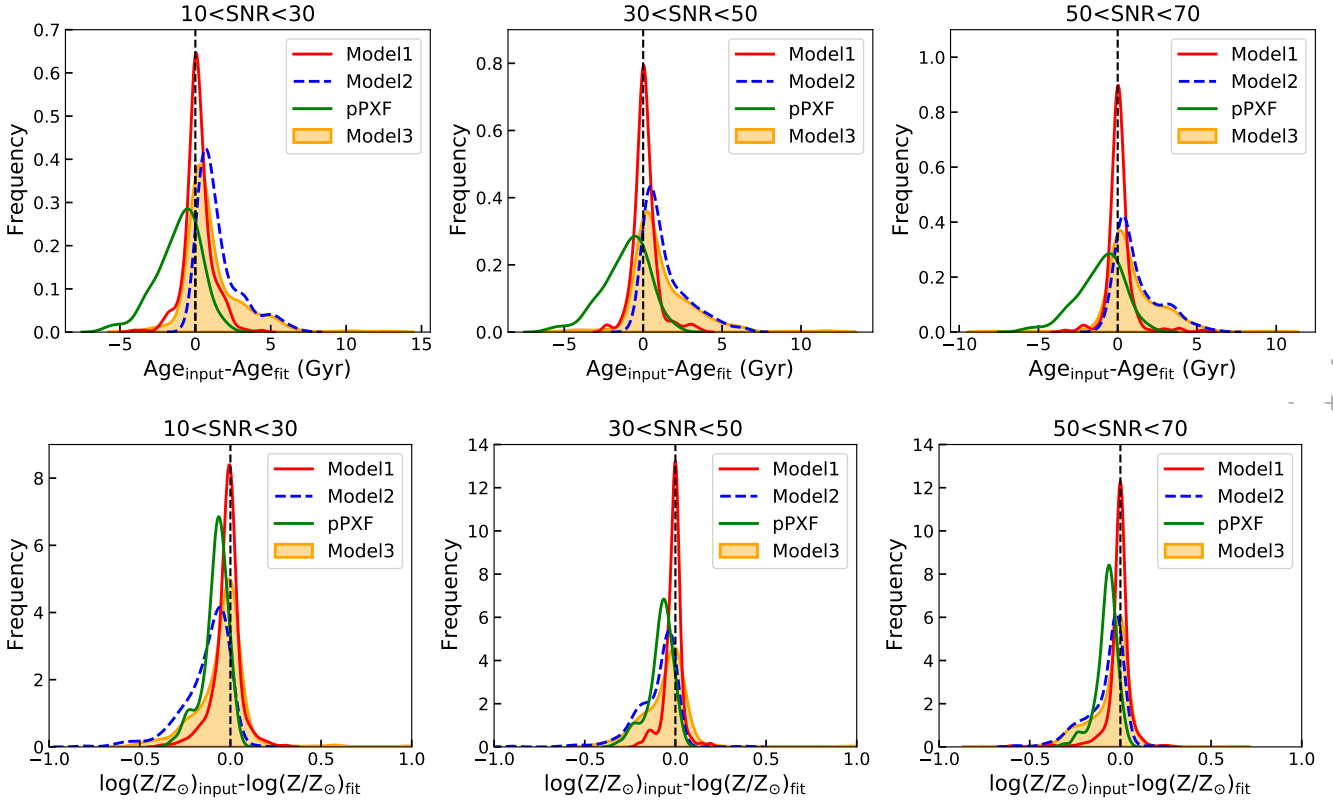 10<SNR<30
0.7
0.6
0.5
0.4
0.3
0.2
0.1
0.0
Frequency
Model1
Model2
pPXF
Model3
−5 0 5 10 15
Age_input-Age_fit (Gyr)
30<SNR<50
0.8
0.6
0.4
0.2
0.0
Frequency
Model1
Model2
pPXF
Model3
−5 0 5 10
Age_input-Age_fit (Gyr)
50<SNR<70
1.0
0.8
0.6
0.4
0.2
0.0
Frequency
Model1
Model2
pPXF
Model3
−10 −5 0 5 10
Age_input-Age_fit (Gyr)
10<SNR<30
8
6
4
2
0
Frequency
Model1
Model2
pPXF
Model3
−1.0 −0.5 0.0 0.5 1.0
log(Z/Z⊙)_input-log(Z/Z⊙)_fit
30<SNR<50
14
12
10
8
6
4
2
0
Frequency
Model1
Model2
pPXF
Model3
−1.0 −0.5 0.0 0.5 1.0
log(Z/Z⊙)_input-log(Z/Z⊙)_fit
50<SNR<70
14
12
10
8
6
4
2
0
Frequency
Model1
Model2
pPXF
Model3
−1.0 −0.5 0.0 0.5 1.0
log(Z/Z⊙)_input-log(Z/Z⊙)_fit